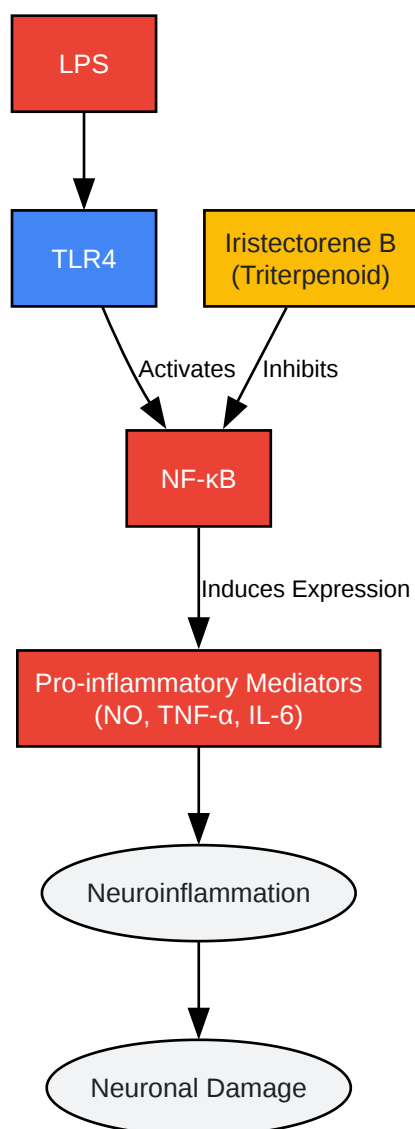 LPS
TLR4
Iristectorene B
(Triterpenoid)
Activates
Inhibits
NF-κB
Induces Expression
Pro-inflammatory Mediators
(NO, TNF-α, IL-6)
Neuroinflammation
Neuronal Damage